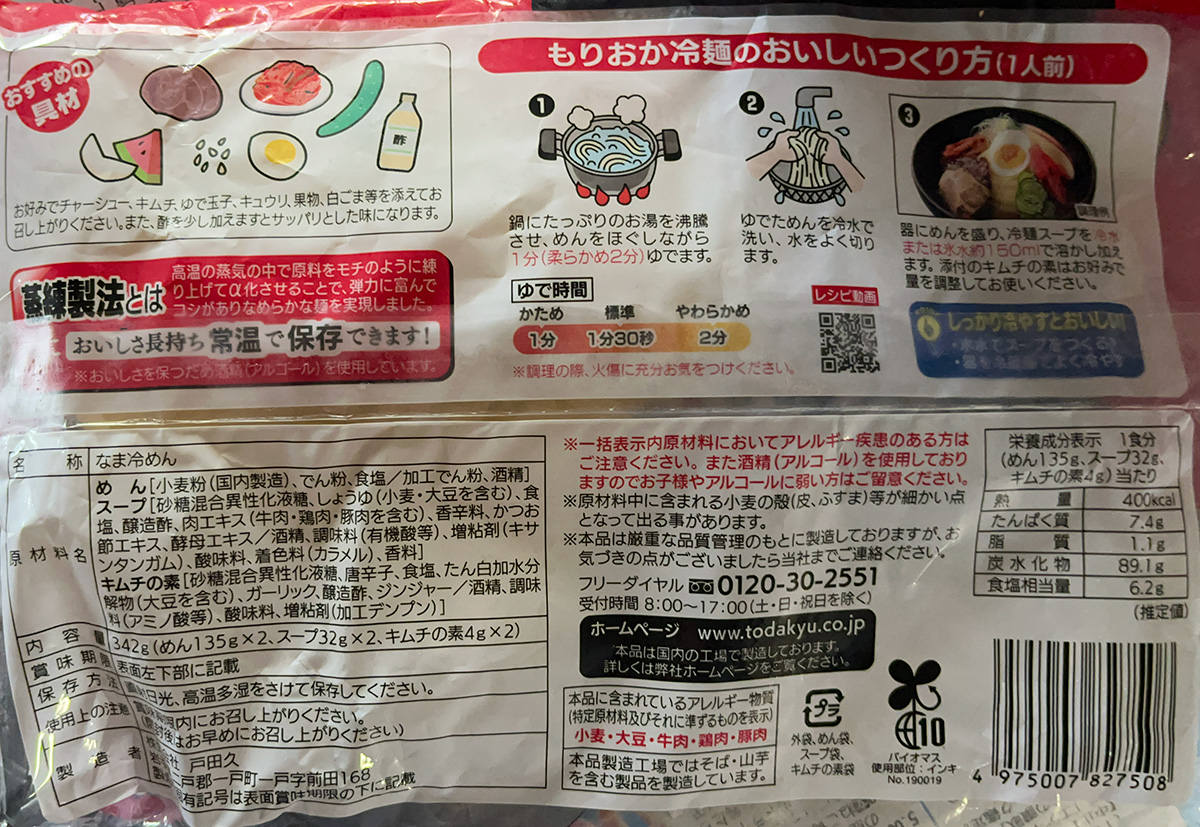 おすすめの
具材
酢
お好みでチャーシュー、キムチ、ゆで玉子、キュウリ、果物、白ごま等を添えてお
召し上がりください。また、酢を少し加えますとサッパリとした味になります。
蒸練製法とは
高温の蒸気の中で原料をモチのように練
り上げてα化させることで、弾力に富んで
コシがありなめらかな麺を実現しました。
おいしさ長持ち 常温で保存できます！
※おいしさを保つため酒精(アルコール)を使用しています。
もりおか冷麺のおいしいつくり方(1人前)
1
鍋にたっぷりのお湯を沸騰
させ、めんをほぐしながら
1分(柔らかめ2分)ゆでます。
2
ゆでためんを冷水で
洗い、水をよく切り
ます。
3
調理例
器にめんを盛り、冷麺スープを冷水
または氷水約150mlで溶かし加え
ます。添付のキムチの素はお好みで
量を調整してお使いください。
ゆで時間
かため 標準 やわらかめ
1分 1分30秒 2分
※調理の際、火傷に充分お気をつけください。
レシピ動画
しっかり冷やすとおいしい
名称 なま冷めん
原材料名 めん[小麦粉(国内製造)、でん粉、食塩／加工でん粉、酒精]
スープ[砂糖混合異性化液糖、しょうゆ(小麦・大豆を含む)、食
塩、醸造酢、肉エキス(牛肉・鶏肉・豚肉を含む)、香辛料、かつお
節エキス、酵母エキス／酒精、調味料(有機酸等)、増粘剤(キサ
ンタンガム)、酸味料、着色料(カラメル)、香料]
キムチの素[砂糖混合異性化液糖、唐辛子、食塩、たん白加水分
解物(大豆を含む)、ガーリック、醸造酢、ジンジャー／酒精、調味
料(アミノ酸等)、酸味料、増粘剤(加工デンプン)]
内容量 342g(めん135g×2、スープ32g×2、キムチの素4g×2)
賞味期限 表面左下部に記載
保存方法 日光、高温多湿をさけて保存してください。
使用上の注意 期限内にお召し上がりください。
(開封後はお早めにお召し上がりください)
製造者 株式会社 戸田久
二戸郡一戸町一戸字前田168
有記号は表面賞味期限の下に記載
※一括表示内原材料においてアレルギー疾患のある方は
ご注意ください。また酒精(アルコール)を使用しており
ますのでお子様やアルコールに弱い方はご留意ください。
※原材料中に含まれる小麦の殻(皮、ふすま)等が細かい点
となって出る事があります。
※本品は厳重な品質管理のもとに製造しておりますが、お
気づきの点がございましたら当社までご連絡ください。
フリーダイヤル 0120-30-2551
受付時間 8:00〜17:00(土・日・祝日を除く)
ホームページ www.todakyu.co.jp
本品は国内の工場で製造しております。
詳しくは弊社ホームページをご覧ください。
本品に含まれているアレルギー物質
(特定原材料及びそれに準ずるものを表示)
小麦・大豆・牛肉・鶏肉・豚肉
本品製造工場ではそば・山芋
を含む製品を製造しています。
プラ
外袋、めん袋、
スープ袋、
キムチの素袋
10
バイオマス
使用部位：インキ
No.190019
栄養成分表示 1食分
(めん135g、スープ32g、
キムチの素4g)当たり
熱量 400kcal
たんぱく質 7.4g
脂質 1.1g
炭水化物 89.1g
食塩相当量 6.2g
(推定値)
4 975007 827508